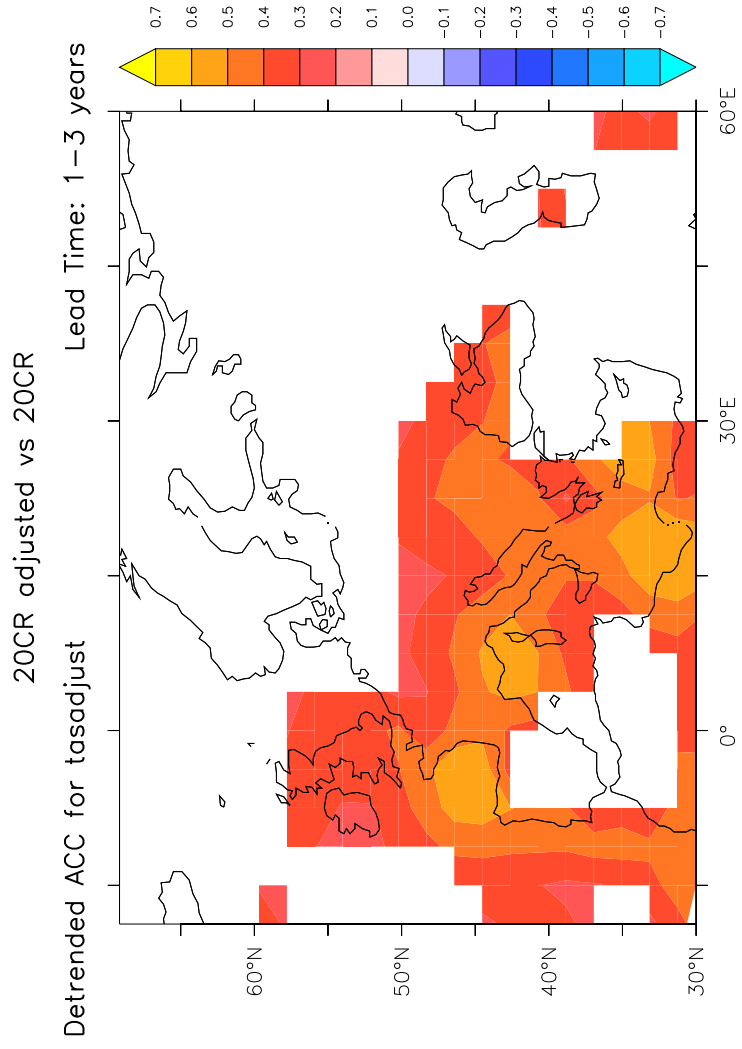 20CR adjusted vs 20CR
Detrended ACC for tasadjust
Lead Time: 1−3 years
60°N
50°N
40°N
30°N
0°
30°E
60°E
0.7
0.6
0.5
0.4
0.3
0.2
0.1
0.0
−0.1
−0.2
−0.3
−0.4
−0.5
−0.6
−0.7